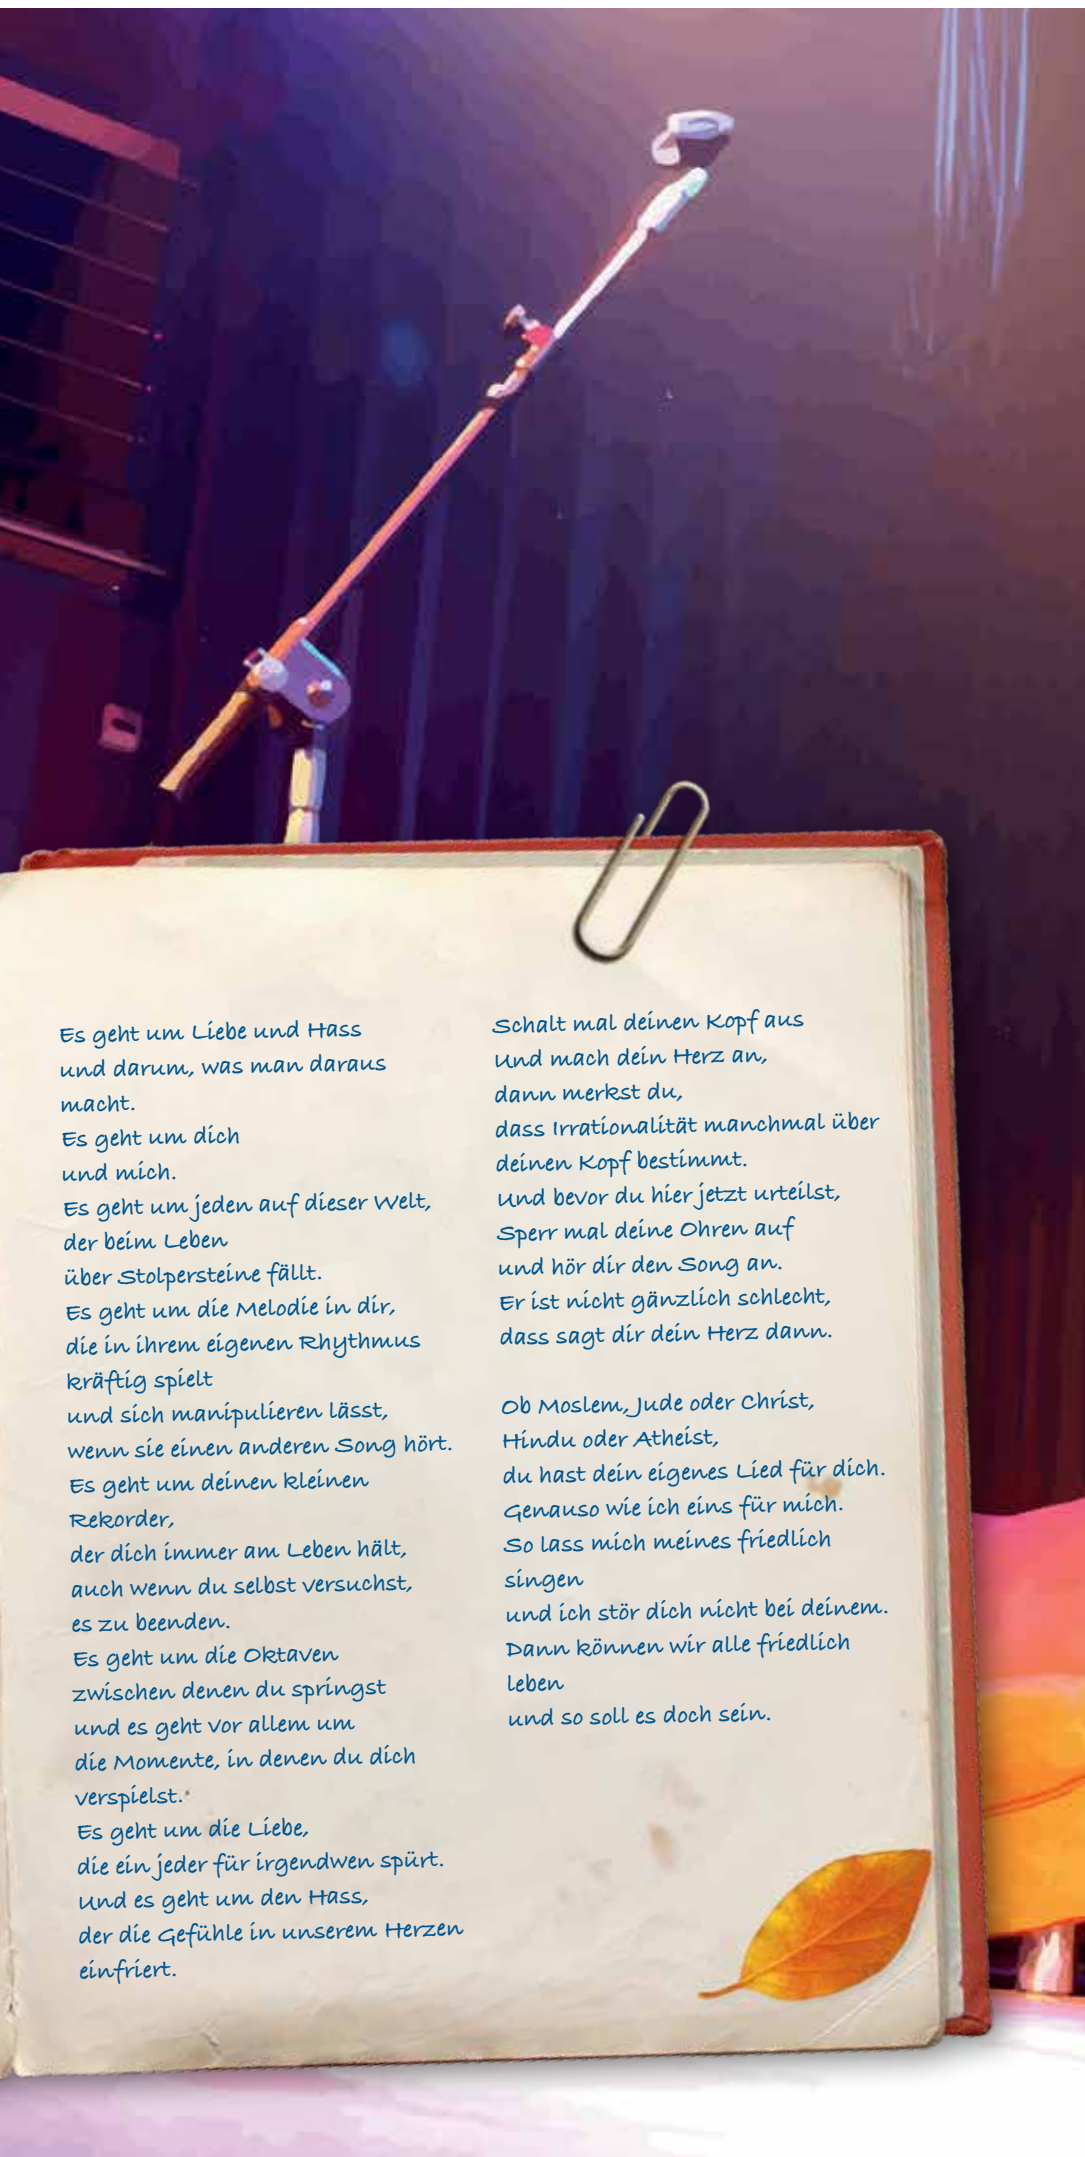 Es geht um Liebe und Hass
und darum, was man daraus
macht.
Es geht um dich
und mich.
Es geht um jeden auf dieser Welt,
der beim Leben
über Stolpersteine fällt.
Es geht um die Melodie in dir,
die in ihrem eigenen Rhythmus
kräftig spielt
und sich manipulieren lässt,
wenn sie einen anderen Song hört.
Es geht um deinen kleinen
Rekorder,
der dich immer am Leben hält,
auch wenn du selbst versuchst,
es zu beenden.
Es geht um die Oktaven
zwischen denen du springst
und es geht vor allem um
die Momente, in denen du dich
verspielst.
Es geht um die Liebe,
die ein jeder für irgendwen spürt.
Und es geht um den Hass,
der die Gefühle in unserem Herzen
einfriert.
Schalt mal deinen Kopf aus
Und mach dein Herz an,
dann merkst du,
dass Irrationalität manchmal über
deinen Kopf bestimmt.
Und bevor du hier jetzt urteilst,
Sperr mal deine Ohren auf
und hör dir den Song an.
Er ist nicht gänzlich schlecht,
dass sagt dir dein Herz dann.
Ob Moslem, Jude oder Christ,
Hindu oder Atheist,
du hast dein eigenes Lied für dich.
Genauso wie ich eins für mich.
So lass mich meines friedlich
singen
und ich stör dich nicht bei deinem.
Dann können wir alle friedlich
leben
und so soll es doch sein.